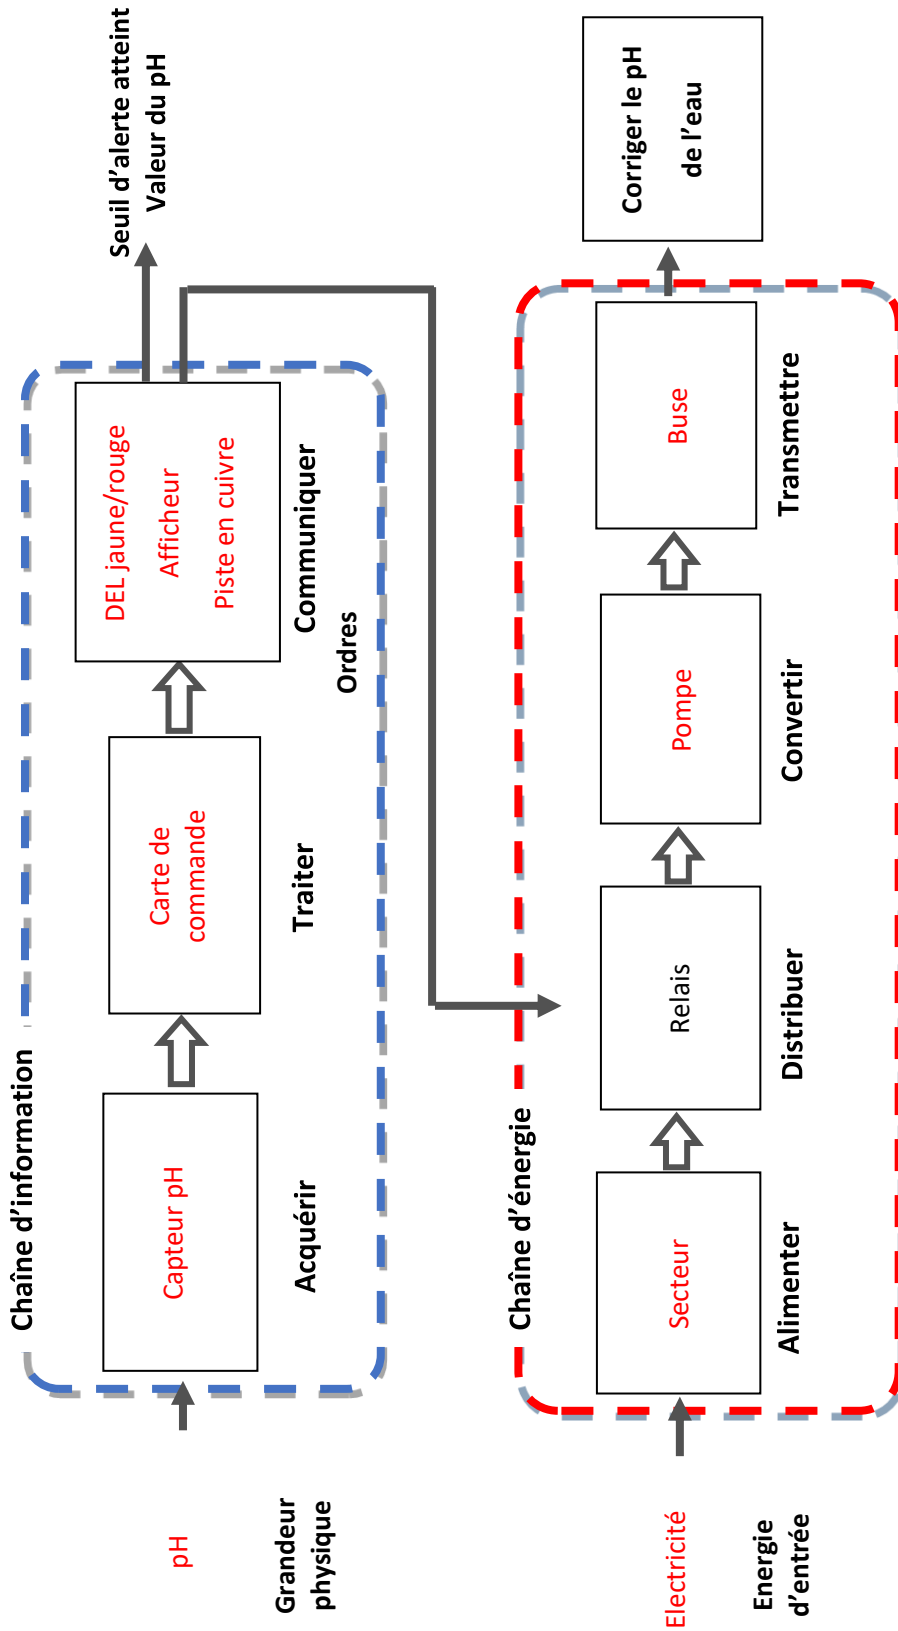 Chaîne d'information
pH
Grandeur
physique
Capteur pH
Acquérir
Carte de
commande
Traiter
DEL jaune/rouge
Afficheur
Piste en cuivre
Communiquer
Ordres
Seuil d'alerte atteint
Valeur du pH
Chaîne d'énergie
Electricité
Energie
d'entrée
Secteur
Alimenter
Relais
Distribuer
Pompe
Convertir
Buse
Transmettre
Corriger le pH
de l'eau